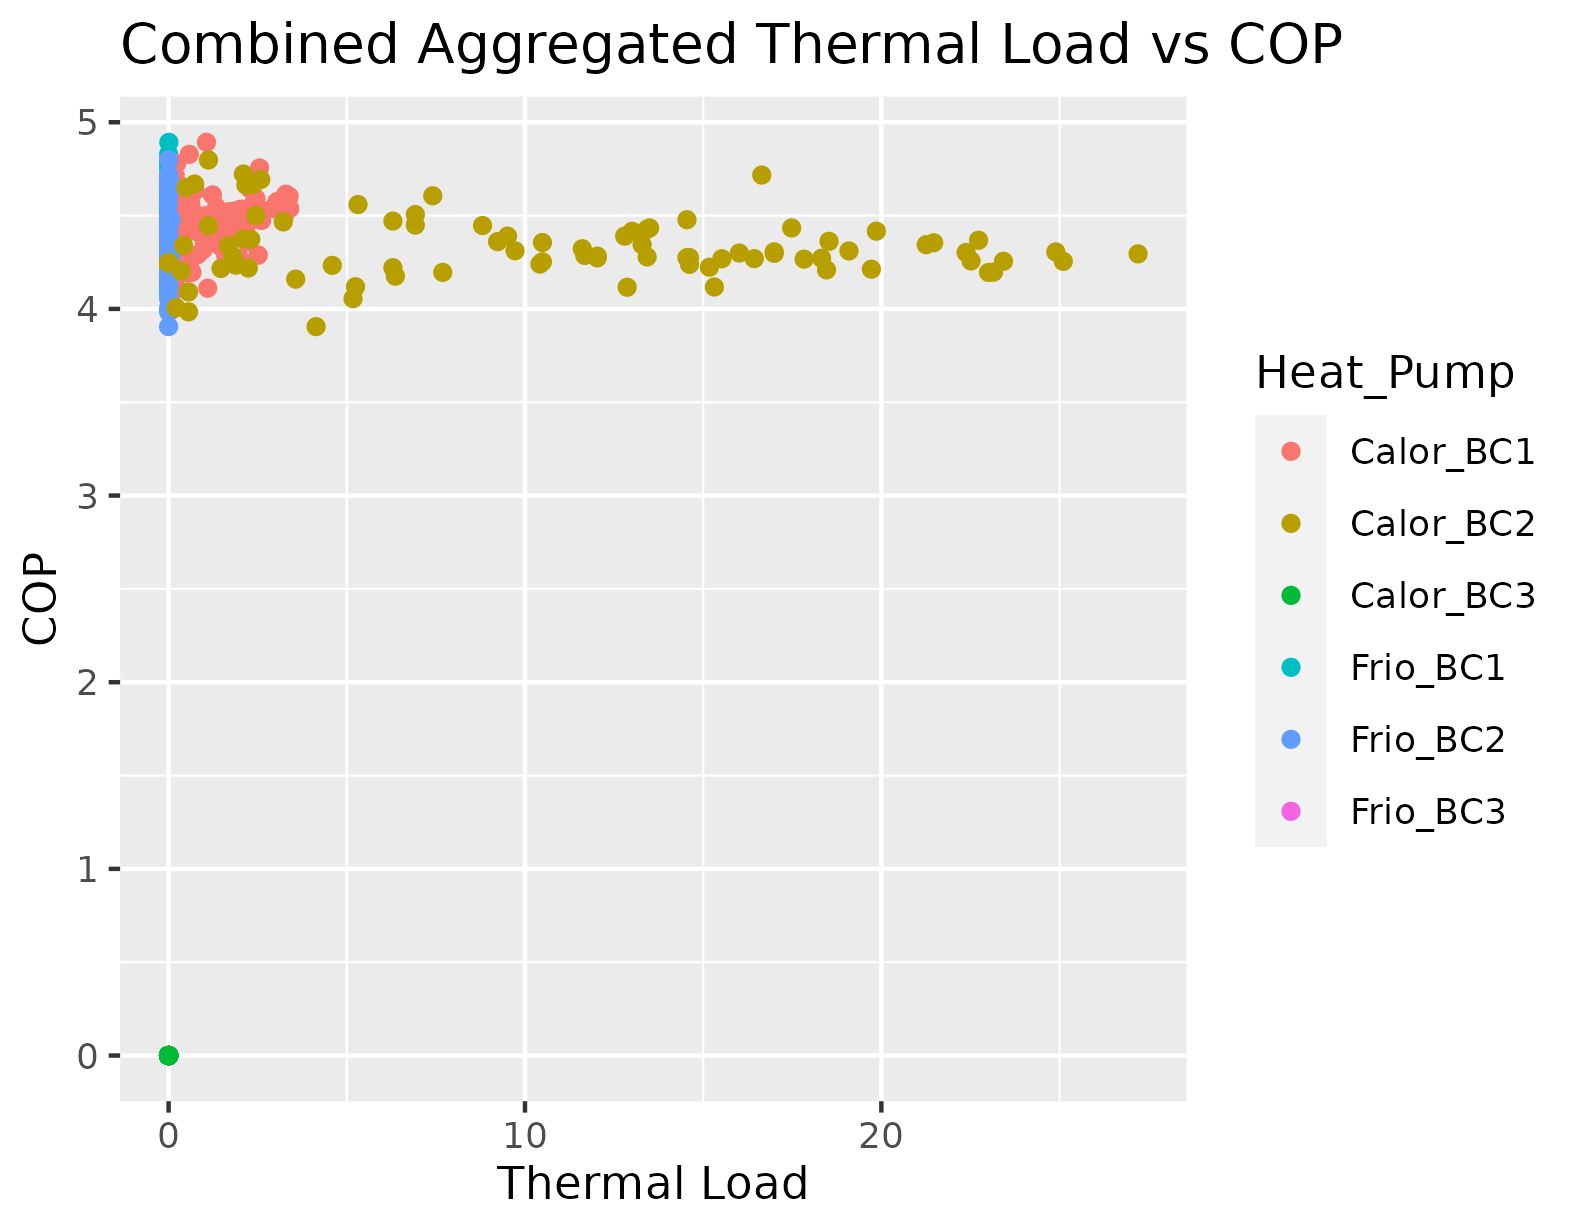 Combined Aggregated Thermal Load vs COP
5
4
3
2
1
0
COP
0 10 20
Thermal Load
Heat_Pump
Calor_BC1
Calor_BC2
Calor_BC3
Frio_BC1
Frio_BC2
Frio_BC3